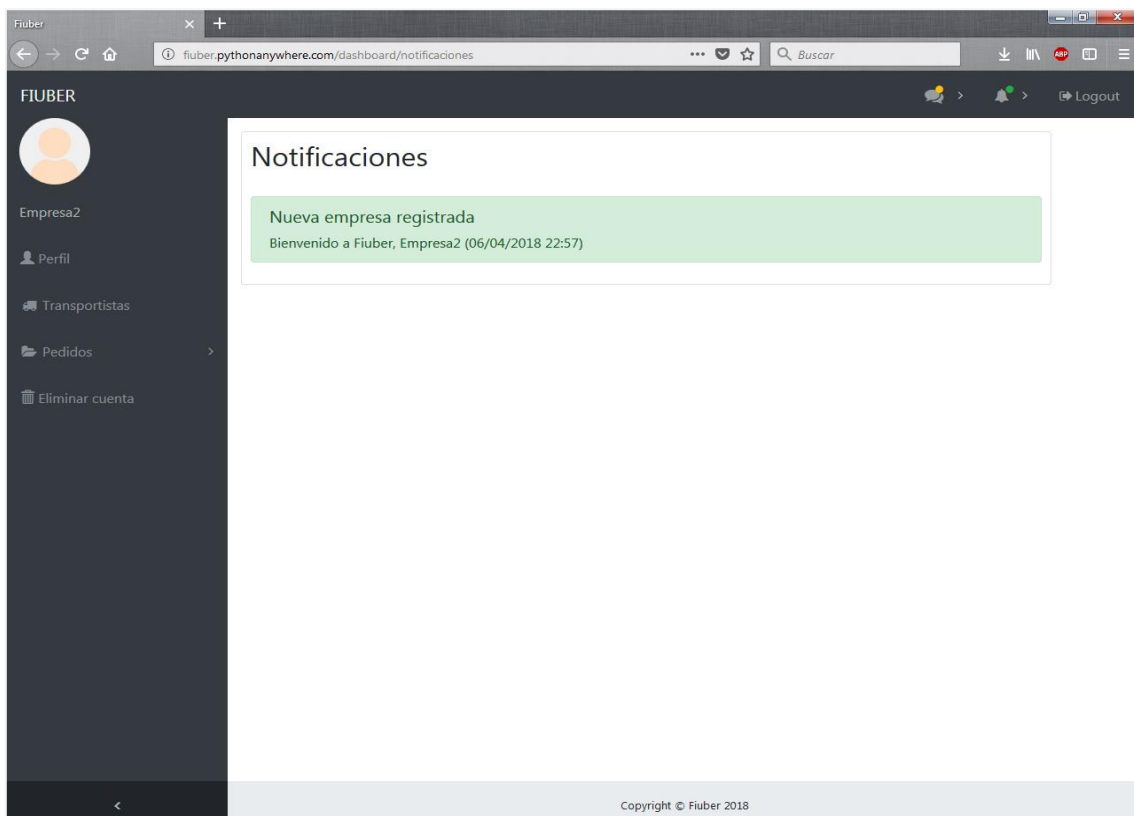 Fiuber
fiuber.pythonanywhere.com/dashboard/notificaciones
Buscar
ABP
FIUBER
Logout
Empresa2
Perfil
Transportistas
Pedidos
Eliminar cuenta
Notificaciones
Nueva empresa registrada
Bienvenido a Fiuber, Empresa2 (06/04/2018 22:57)
Copyright © Fiuber 2018